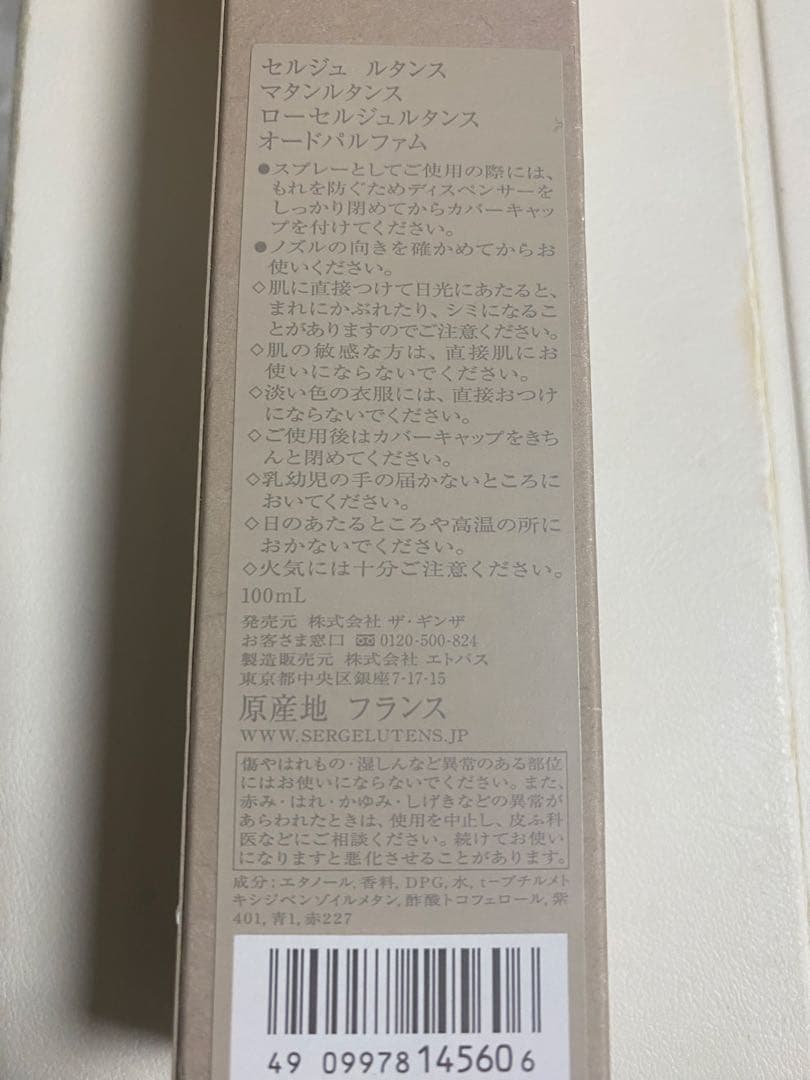 セルジュ ルタンス
マタンルタンス
ローセルジュルタンス
オードパルファム
●スプレーとしてご使用の際には、
もれを防ぐためディスペンサーを
しっかり閉めてからカバーキャッ
プを付けてください。
●ノズルの向きを確かめてからお
使いください。
◇肌に直接つけて日光にあたると、
まれにかぶれたり、シミになるこ
とがありますのでご注意ください。
◇肌の敏感な方は、直接肌にお
使いにならないでください。
◇淡い色の衣服には、直接おつけ
にならないでください。
◇ご使用後はカバーキャップをきち
んと閉めてください。
◇乳幼児の手の届かないところに
おいてください。
◇日のあたるところや高温の所に
おかないでください。
◇火気には十分ご注意ください。
100mL
発売元 株式会社 ザ・ギンザ
お客さま窓口 0120-500-824
製造販売元 株式会社 エトバス
東京都中央区銀座7-17-15
原産地 フランス
WWW.SERGELUTENS.JP
傷やはれもの・湿しんなど異常のある部位
にはお使いにならないでください。また、
赤み・はれ・かゆみ・しげきなどの異常が
あらわれたときは、使用を中止し、皮ふ科
医などにご相談ください。続けてお使い
になりますと悪化させることがあります。
成分:エタノール,香料,DPG,水,t-ブチルメト
キシジベンゾイルメタン,酢酸トコフェロール,紫
401,青1,赤227
49 09978 145606